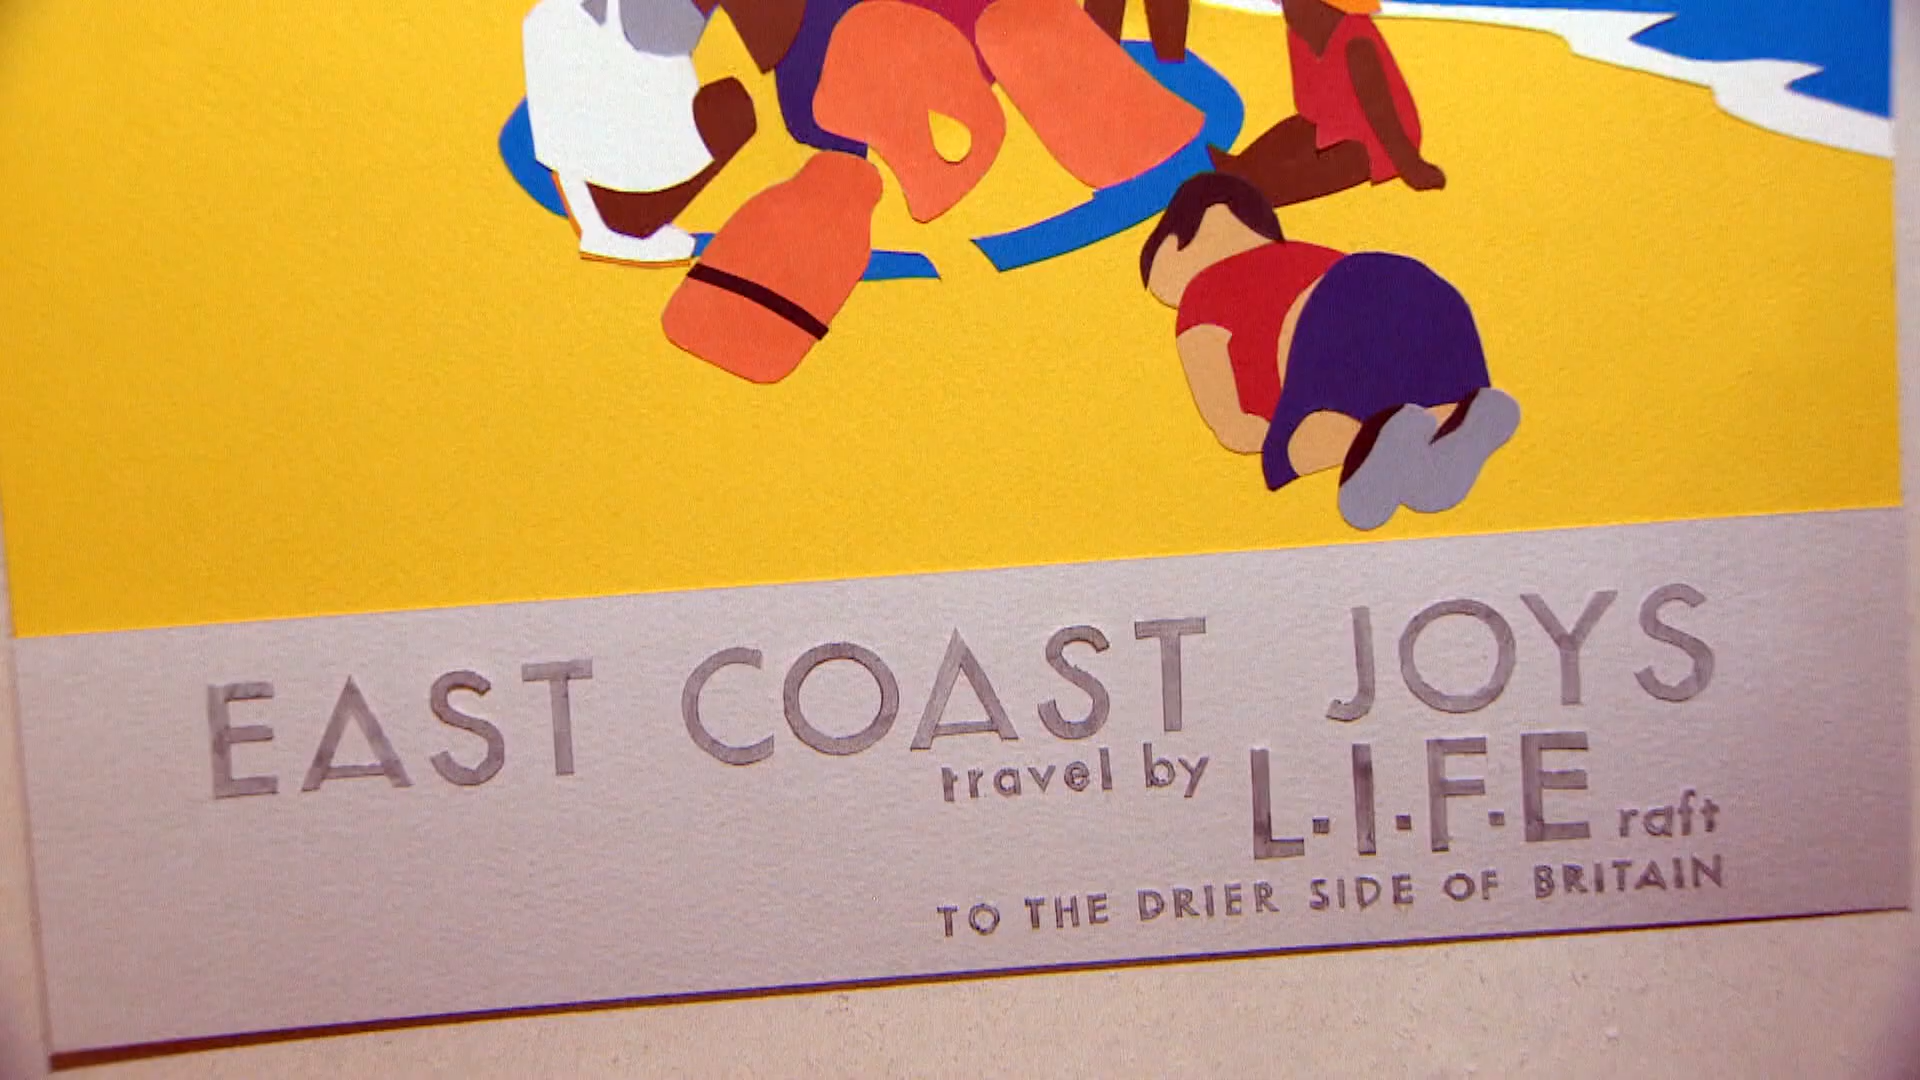 EAST COAST JOYS
travel by L.I.F.E raft
TO THE DRIER SIDE OF BRITAIN